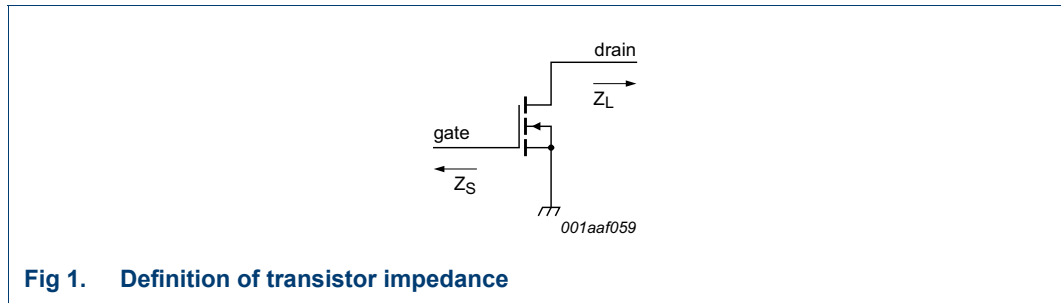 drain
Z_L
gate
Z_S
001aaf059
Fig 1. Definition of transistor impedance